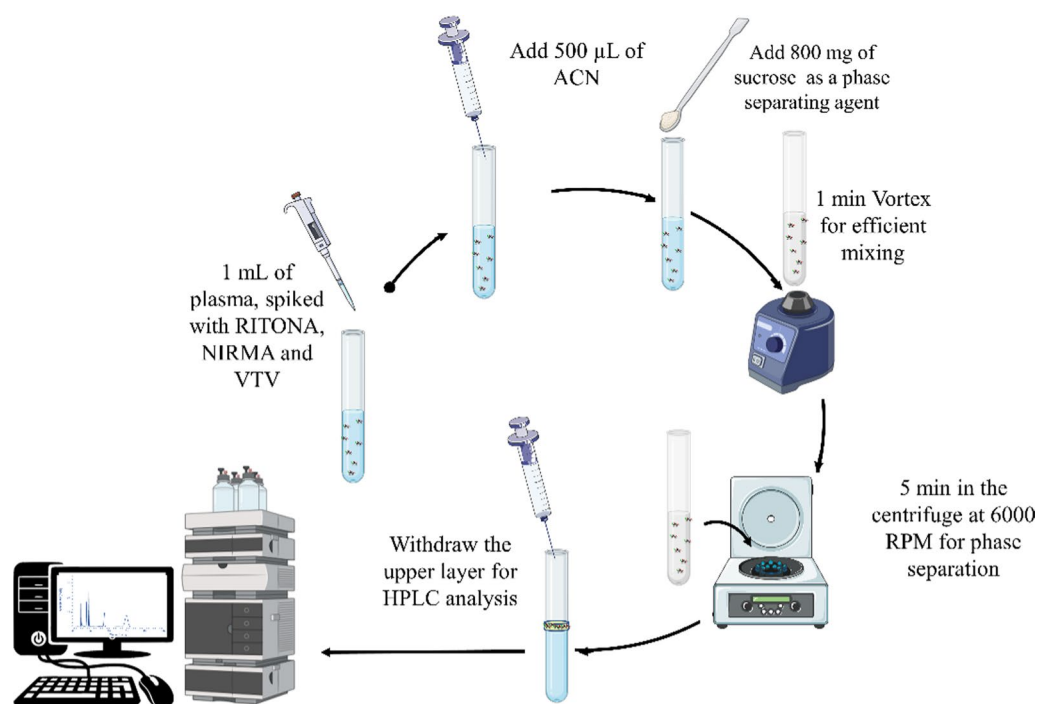 1 mL of
plasma, spiked
with RITONA,
NIRMA and
VTV
Add 500 µL of
ACN
Add 800 mg of
sucrose as a phase
separating agent
1 min Vortex
for efficient
mixing
5 min in the
centrifuge at 6000
RPM for phase
separation
Withdraw the
upper layer for
HPLC analysis